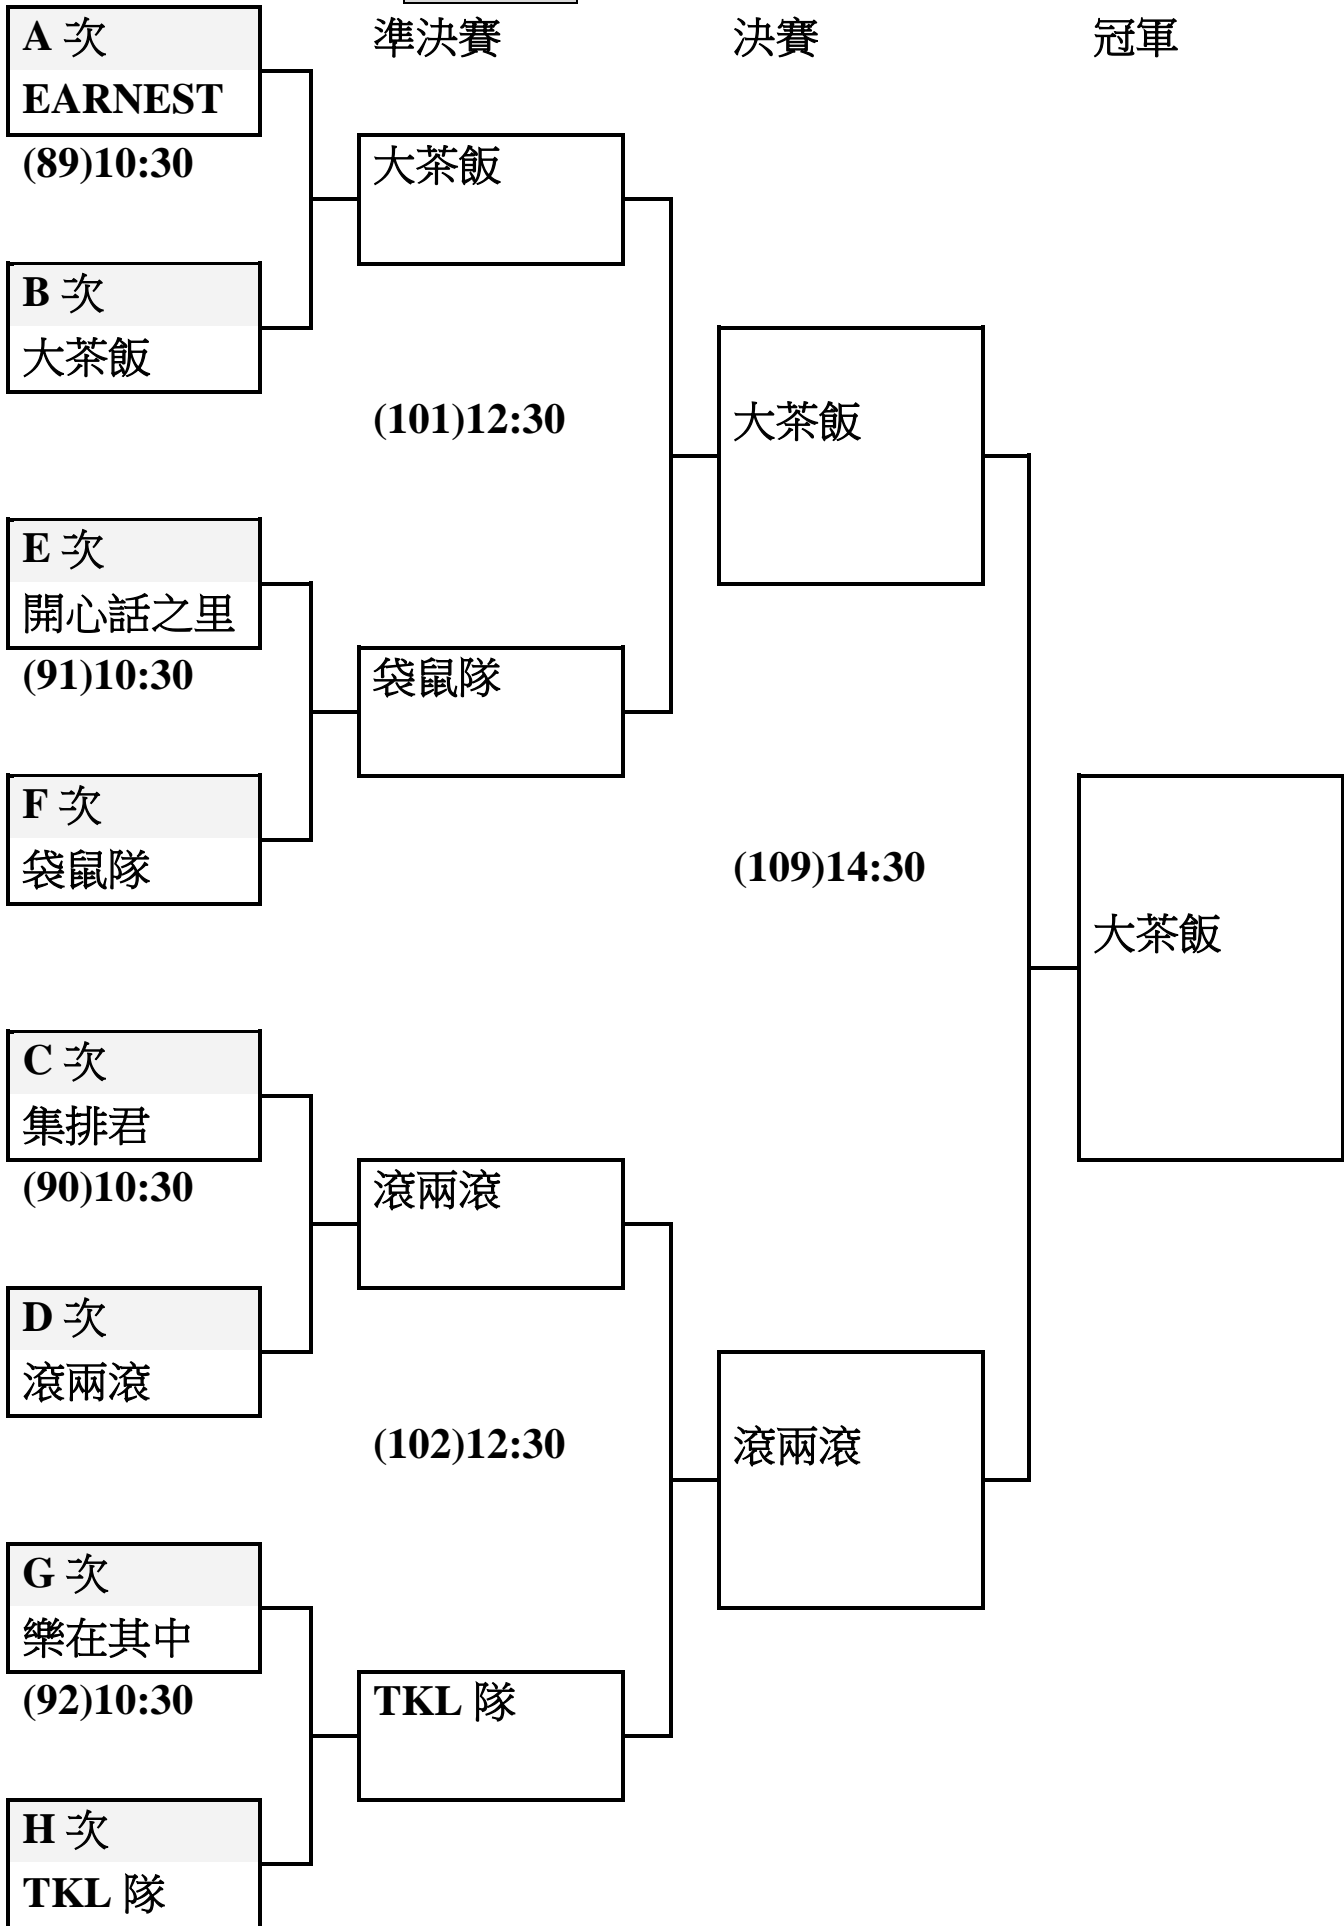 A 次
準決賽
決賽
冠軍
EARNEST
(89)10:30
大茶飯
B 次
大茶飯
(101)12:30
大茶飯
E 次
開心話之里
(91)10:30
袋鼠隊
F 次
袋鼠隊
(109)14:30
大茶飯
C 次
集排君
(90)10:30
滾兩滾
D 次
滾兩滾
(102)12:30
滾兩滾
G 次
樂在其中
(92)10:30
TKL 隊
H 次
TKL 隊